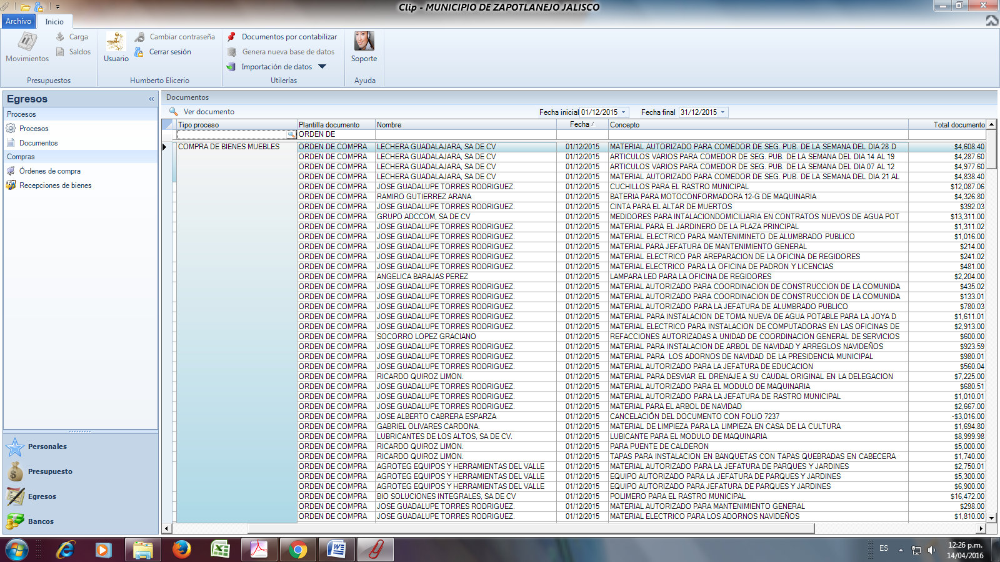 Clip - MUNICIPIO DE ZAPOTLANEJO JALISCO
Archivo Inicio
Movimientos
Carga
Saldos
Presupuestos
Usuario
Cambiar contraseña
Cerrar sesión
Humberto Elicerio
Documentos por contabilizar
Genera nueva base de datos
Importación de datos
Utilerías
Soporte
Ayuda
Egresos «
Procesos
Procesos
Documentos
Compras
Órdenes de compra
Recepciones de bienes
Personales
Presupuesto
Egresos
Bancos
Documentos
Ver documento Fecha inicial 01/12/2015 Fecha final 31/12/2015
Tipo proceso Plantilla documento Nombre Fecha Concepto Total documento
ORDEN DE
COMPRA DE BIENES MUEBLES ORDEN DE COMPRA LECHERA GUADALAJARA, SA DE CV 01/12/2015 MATERIAL AUTORIZADO PARA COMEDOR DE SEG. PUB. DE LA SEMANA DEL DIA 28 D $4,608.40
ORDEN DE COMPRA LECHERA GUADALAJARA, SA DE CV 01/12/2015 ARTICULOS VARIOS PARA COMEDOR DE SEG. PUB. DE LA SEMANA DEL DIA 14 AL 19 $4,287.60
ORDEN DE COMPRA LECHERA GUADALAJARA, SA DE CV 01/12/2015 ARTICULOS VARIOS PARA COMEDOR DE SEG. PUB. DE LA SEMANA DEL DIA 07 AL 12 $4,977.60
ORDEN DE COMPRA LECHERA GUADALAJARA, SA DE CV 01/12/2015 MATERIAL AUTORIZADO PARA COMEDOR DE SEG. PUB. DE LA SEMANA DEL DIA 21 AL $4,838.40
ORDEN DE COMPRA JOSE GUADALUPE TORRES RODRIGUEZ. 01/12/2015 CUCHILLOS PARA EL RASTRO MUNICIPAL $12,087.06
ORDEN DE COMPRA RAMIRO GUTIERREZ ARANA 01/12/2015 BATERIA PARA MOTOCONFORMADORA 12-G DE MAQUINARIA $4,326.80
ORDEN DE COMPRA JOSE GUADALUPE TORRES RODRIGUEZ. 01/12/2015 CINTA PARA EL ALTAR DE MUERTOS $392.03
ORDEN DE COMPRA GRUPO ADCCOM, SA DE CV 01/12/2015 MEDIDORES PARA INTALACIONDOMICILIARIA EN CONTRATOS NUEVOS DE AGUA POT $13,311.00
ORDEN DE COMPRA JOSE GUADALUPE TORRES RODRIGUEZ. 01/12/2015 MATERIAL PARA EL JARDINERO DE LA PLAZA PRINCIPAL $1,311.02
ORDEN DE COMPRA JOSE GUADALUPE TORRES RODRIGUEZ. 01/12/2015 MATERIAL ELECTRICO PARA MANTENIMINETO DE ALUMBRADO PUBLICO $1,016.00
ORDEN DE COMPRA JOSE GUADALUPE TORRES RODRIGUEZ. 01/12/2015 MATERIAL PARA JEFATURA DE MANTENIMIENTO GENERAL $214.00
ORDEN DE COMPRA JOSE GUADALUPE TORRES RODRIGUEZ. 01/12/2015 MATERIAL ELECTRICO PAR AREPARACION DE LA OFICINA DE REGIDORES $241.02
ORDEN DE COMPRA JOSE GUADALUPE TORRES RODRIGUEZ. 01/12/2015 MATERIAL ELECTRICO PARA LA OFICINA DE PADRON Y LICENCIAS $481.00
ORDEN DE COMPRA ANGELICA BARAJAS PEREZ 01/12/2015 LAMPARA LED PARA LA OFICINA DE REGIDORES $2,204.00
ORDEN DE COMPRA JOSE GUADALUPE TORRES RODRIGUEZ. 01/12/2015 MATERIAL AUTORIZADO PARA COORDINACION DE CONSTRUCCION DE LA COMUNIDA $435.02
ORDEN DE COMPRA JOSE GUADALUPE TORRES RODRIGUEZ. 01/12/2015 MATERIAL AUTORIZADO PARA COORDINACION DE CONSTRUCCION DE LA COMUNIDA $133.01
ORDEN DE COMPRA JOSE GUADALUPE TORRES RODRIGUEZ. 01/12/2015 MATERIAL AUTORIZADO PARA LA JEFATURA DE ALUMBRADO PUBLICO $780.03
ORDEN DE COMPRA JOSE GUADALUPE TORRES RODRIGUEZ. 01/12/2015 MATERIAL PARA INSTALACION DE TOMA NUEVA DE AGUA POTABLE PARA LA JOYA D $1,611.01
ORDEN DE COMPRA JOSE GUADALUPE TORRES RODRIGUEZ. 01/12/2015 MATERIAL ELECTRICO PARA INSTALACION DE COMPUTADORAS EN LAS OFICINAS DE $2,913.00
ORDEN DE COMPRA SOCORRO LOPEZ GRACIANO 01/12/2015 REFACCIONES AUTORIZADAS A UNIDAD DE COORDINACION GENERAL DE SERVICIOS $600.00
ORDEN DE COMPRA JOSE GUADALUPE TORRES RODRIGUEZ. 01/12/2015 MATERIAL PARA INSTALACION DE ARBOL DE NAVIDAD Y ARREGLOS NAVIDEÑOS $923.59
ORDEN DE COMPRA JOSE GUADALUPE TORRES RODRIGUEZ. 01/12/2015 MATERIAL PARA LOS ADORNOS DE NAVIDAD DE LA PRESIDENCIA MUNICIPAL $980.01
ORDEN DE COMPRA JOSE GUADALUPE TORRES RODRIGUEZ. 01/12/2015 MATERIAL AUTORIZADO PARA LA JEFATURA DE EDUCACION $560.04
ORDEN DE COMPRA RICARDO QUIROZ LIMON. 01/12/2015 MATERIAL PARA DESVIAR EL DRENAJE A SU CAUDAL ORIGINAL EN LA DELEGACION $7,225.00
ORDEN DE COMPRA JOSE GUADALUPE TORRES RODRIGUEZ. 01/12/2015 MATERIAL AUTORIZADO PARA EL MODULO DE MAQUINARIA $680.51
ORDEN DE COMPRA JOSE GUADALUPE TORRES RODRIGUEZ. 01/12/2015 MATERIAL AUTORIZADO PARA LA JEFATURA DE RASTRO MUNICIPAL $1,010.01
ORDEN DE COMPRA JOSE GUADALUPE TORRES RODRIGUEZ. 01/12/2015 MATERIAL PARA EL ARBOL DE NAVIDAD $2,667.00
ORDEN DE COMPRA JOSE ALBERTO CABRERA ESPARZA 01/12/2015 CANCELACIÓN DEL DOCUMENTO CON FOLIO 7237 -$3,016.00
ORDEN DE COMPRA GABRIEL OLIVARES CARDONA. 01/12/2015 MATERIAL DE LIMPIEZA PARA LA LIMPIEZA EN CASA DE LA CULTURA $1,694.80
ORDEN DE COMPRA LUBRICANTES DE LOS ALTOS, SA DE CV. 01/12/2015 LUBICANTE PARA EL MODULO DE MAQUINARIA $8,999.98
ORDEN DE COMPRA RICARDO QUIROZ LIMON. 01/12/2015 PARA PUENTE DE CALDERON $5,000.00
ORDEN DE COMPRA RICARDO QUIROZ LIMON. 01/12/2015 TAPAS PARA INSTALACION EN BANQUETAS CON TAPAS QUEBRADAS EN CABECERA $1,740.00
ORDEN DE COMPRA AGROTEG EQUIPOS Y HERRAMIENTAS DEL VALLE 01/12/2015 MATERIAL AUTORIZADO PARA LA JEFATURA DE PARQUES Y JARDINES $2,750.01
ORDEN DE COMPRA AGROTEG EQUIPOS Y HERRAMIENTAS DEL VALLE 01/12/2015 EQUIPO AUTORIZADO PARA LA JEFATURA DE PARQUES Y JARDINES $5,300.00
ORDEN DE COMPRA AGROTEG EQUIPOS Y HERRAMIENTAS DEL VALLE 01/12/2015 EQUIPO AUTORIZADO PARA JEFATURA DE PARQUES Y JARDINES $6,900.00
ORDEN DE COMPRA BIO SOLUCIONES INTEGRALES, SA DE CV 01/12/2015 POLIMERO PARA EL RASTRO MUNICIPAL $16,472.00
ORDEN DE COMPRA JOSE GUADALUPE TORRES RODRIGUEZ. 01/12/2015 MATERIAL AUTORIZADO PARA MANTENIMIENTO GENERAL $298.00
ORDEN DE COMPRA JOSE GUADALUPE TORRES RODRIGUEZ. 01/12/2015 MATERIAL ELECTRICO PARA LOS ADORNOS NAVIDEÑOS $1,810.00
ES 12:26 p.m.
14/04/2016